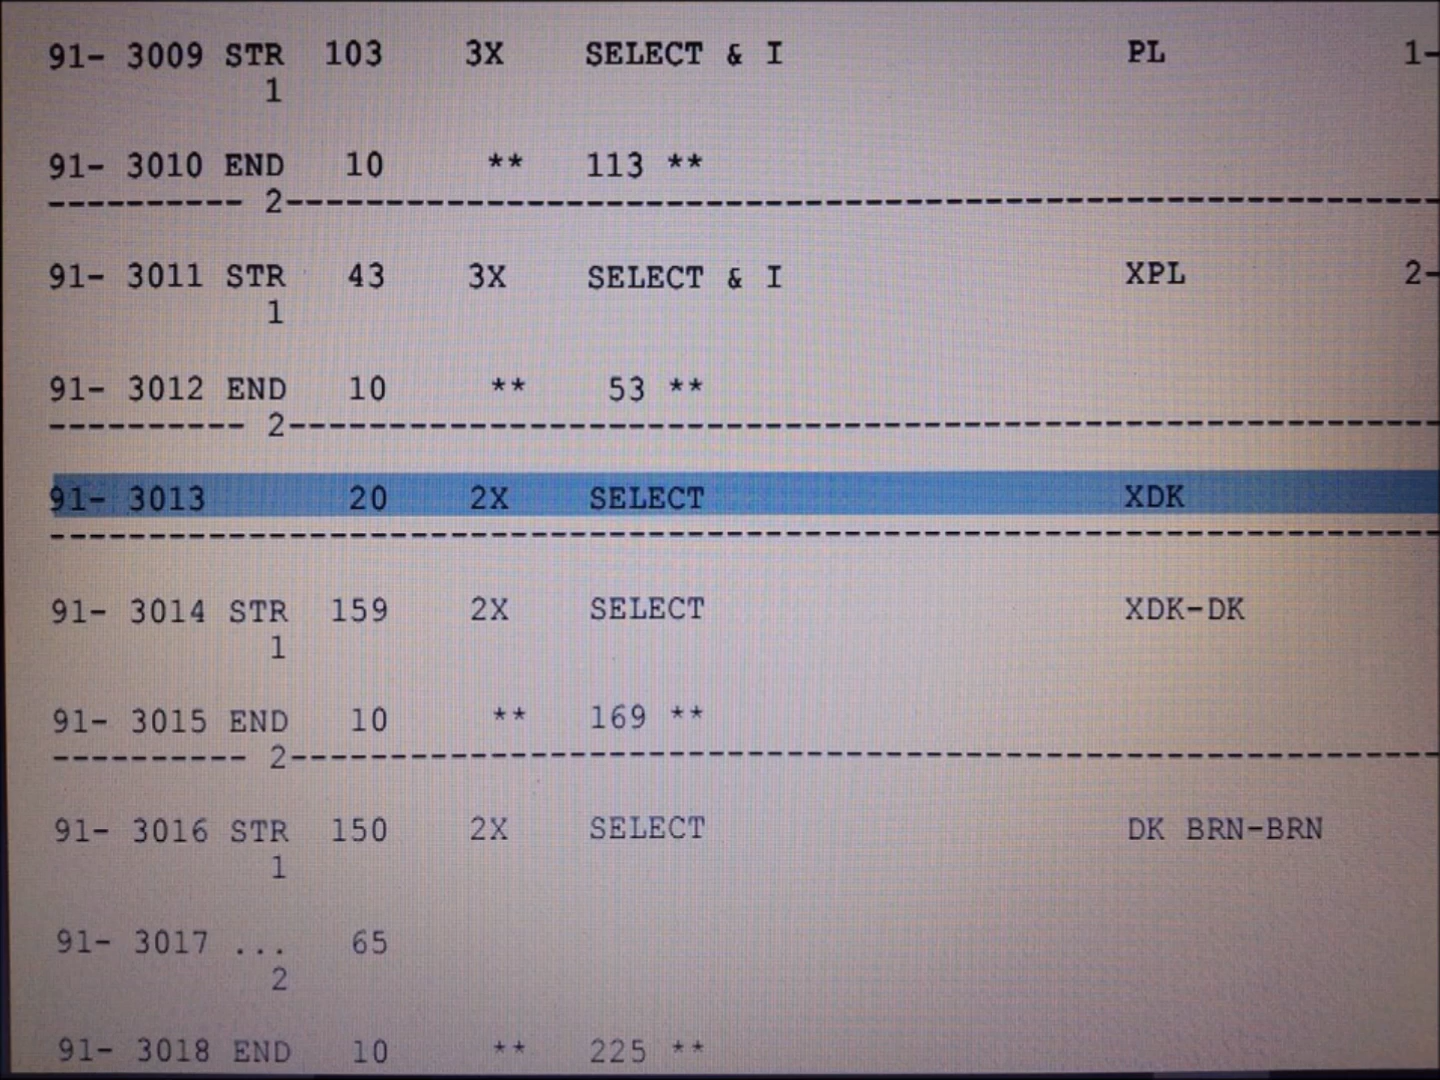 91- 3009 STR 103 3X SELECT & I PL 1-
1
91- 3010 END 10 ** 113 **
---------- 2------------------------------------------------------------
91- 3011 STR 43 3X SELECT & I XPL 2-
1
91- 3012 END 10 ** 53 **
---------- 2------------------------------------------------------------
91- 3013 20 2X SELECT XDK
------------------------------------------------------------------------
91- 3014 STR 159 2X SELECT XDK-DK
1
91- 3015 END 10 ** 169 **
---------- 2------------------------------------------------------------
91- 3016 STR 150 2X SELECT DK BRN-BRN
1
91- 3017 ... 65
2
91- 3018 END 10 ** 225 **